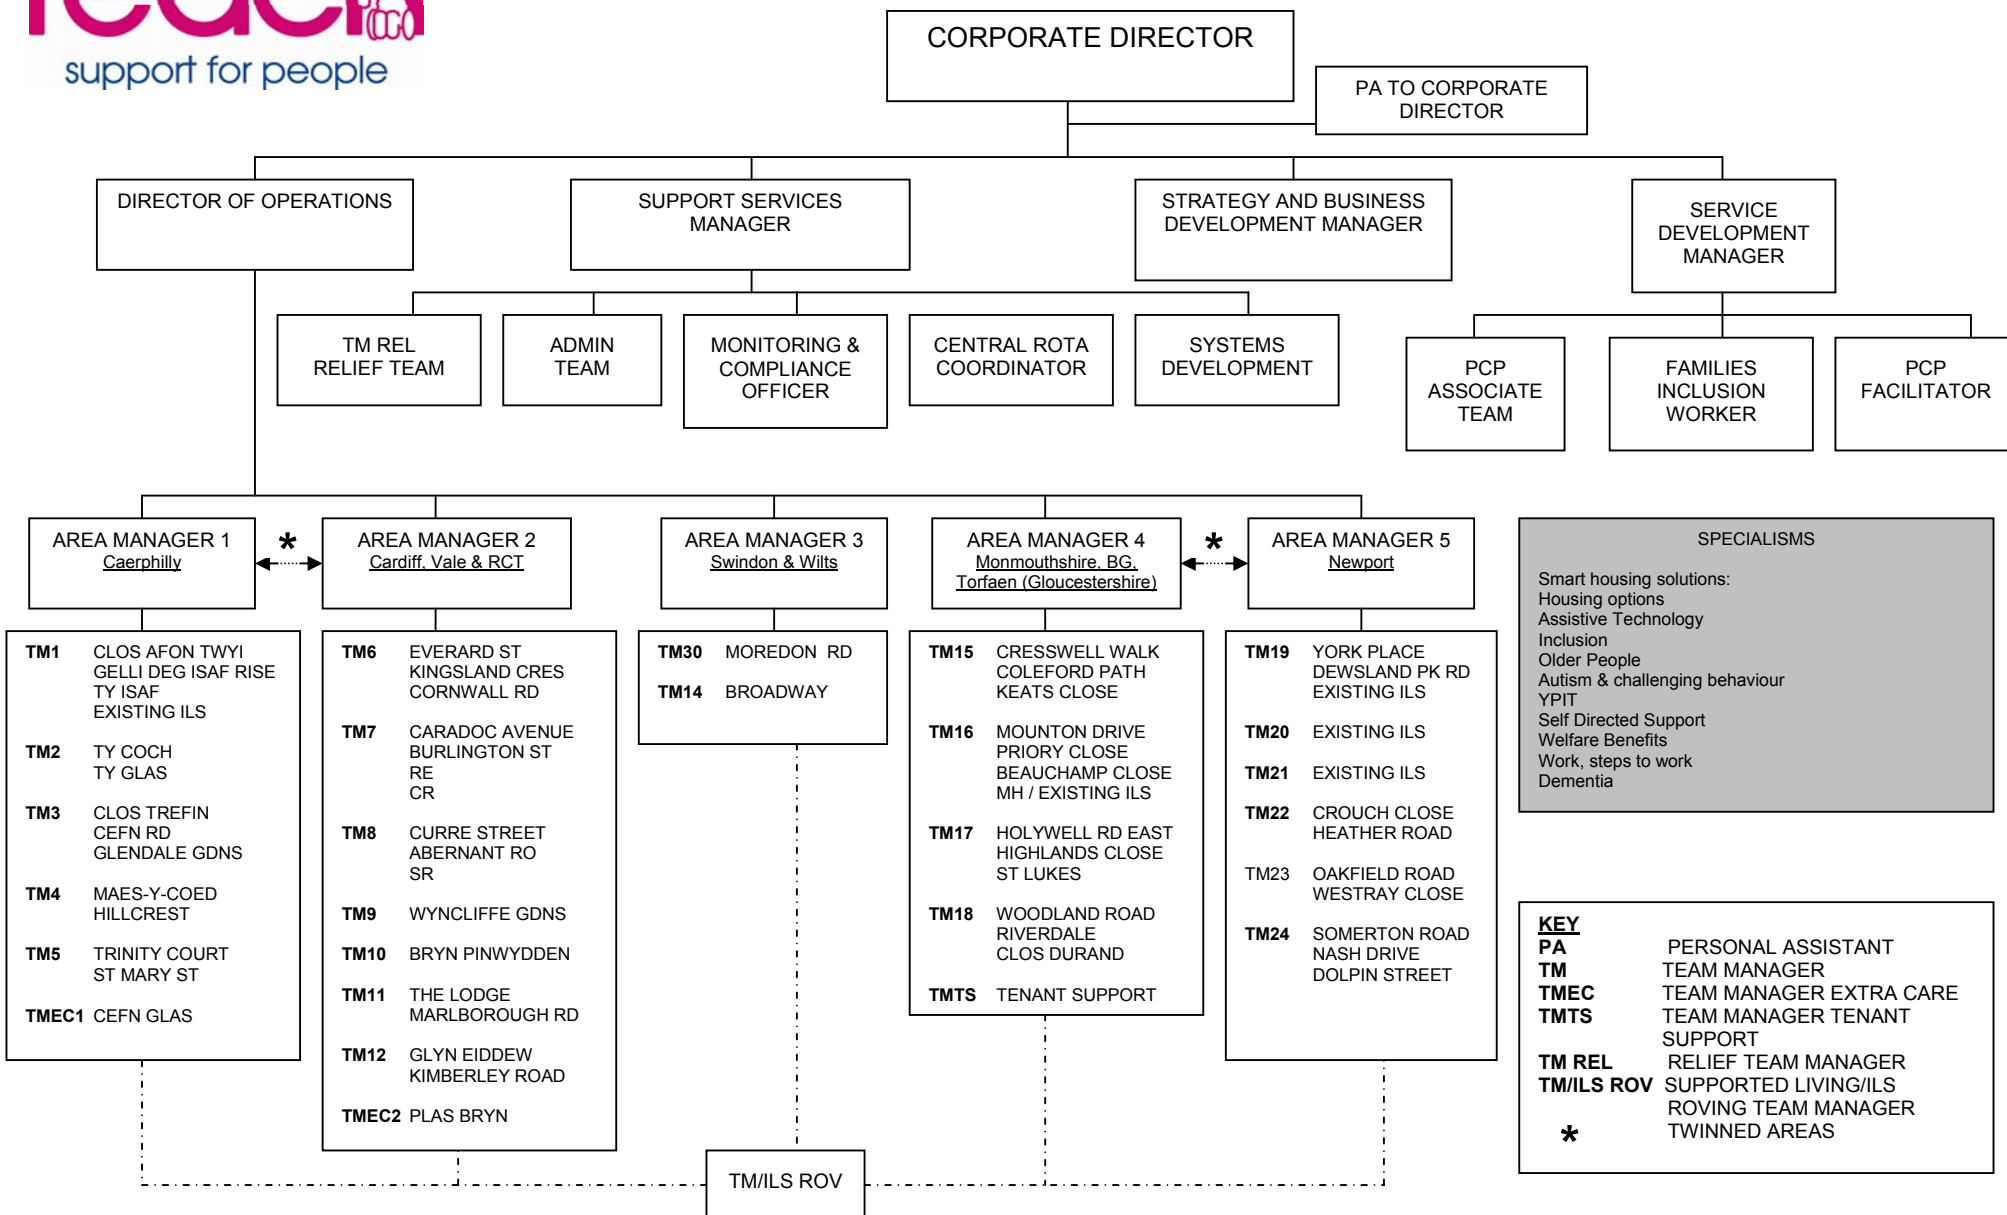 reach
support for people
CORPORATE DIRECTOR
PA TO CORPORATE
DIRECTOR
DIRECTOR OF OPERATIONS
SUPPORT SERVICES
MANAGER
STRATEGY AND BUSINESS
DEVELOPMENT MANAGER
SERVICE
DEVELOPMENT
MANAGER
TM REL
RELIEF TEAM
ADMIN
TEAM
MONITORING &
COMPLIANCE
OFFICER
CENTRAL ROTA
COORDINATOR
SYSTEMS
DEVELOPMENT
PCP
ASSOCIATE
TEAM
FAMILIES
INCLUSION
WORKER
PCP
FACILITATOR
AREA MANAGER 1
Caerphilly
*
AREA MANAGER 2
Cardiff, Vale & RCT
AREA MANAGER 3
Swindon & Wilts
AREA MANAGER 4
Monmouthshire, BG,
Torfaen (Gloucestershire)
*
AREA MANAGER 5
Newport
TM1 CLOS AFON TWYI
GELLI DEG ISAF RISE
TY ISAF
EXISTING ILS
TM2 TY COCH
TY GLAS
TM3 CLOS TREFIN
CEFN RD
GLENDALE GDNS
TM4 MAES-Y-COED
HILLCREST
TM5 TRINITY COURT
ST MARY ST
TMEC1 CEFN GLAS
TM6 EVERARD ST
KINGSLAND CRES
CORNWALL RD
TM7 CARADOC AVENUE
BURLINGTON ST
RE
CR
TM8 CURRE STREET
ABERNANT RO
SR
TM9 WYNCLIFFE GDNS
TM10 BRYN PINWYDDEN
TM11 THE LODGE
MARLBOROUGH RD
TM12 GLYN EIDDEW
KIMBERLEY ROAD
TMEC2 PLAS BRYN
TM30 MOREDON RD
TM14 BROADWAY
TM15 CRESSWELL WALK
COLEFORD PATH
KEATS CLOSE
TM16 MOUNTON DRIVE
PRIORY CLOSE
BEAUCHAMP CLOSE
MH / EXISTING ILS
TM17 HOLYWELL RD EAST
HIGHLANDS CLOSE
ST LUKES
TM18 WOODLAND ROAD
RIVERDALE
CLOS DURAND
TMTS TENANT SUPPORT
TM19 YORK PLACE
DEWSLAND PK RD
EXISTING ILS
TM20 EXISTING ILS
TM21 EXISTING ILS
TM22 CROUCH CLOSE
HEATHER ROAD
TM23 OAKFIELD ROAD
WESTRAY CLOSE
TM24 SOMERTON ROAD
NASH DRIVE
DOLPIN STREET
TM/ILS ROV
SPECIALISMS
Smart housing solutions:
Housing options
Assistive Technology
Inclusion
Older People
Autism & challenging behaviour
YPIT
Self Directed Support
Welfare Benefits
Work, steps to work
Dementia
KEY
PA PERSONAL ASSISTANT
TM TEAM MANAGER
TMEC TEAM MANAGER EXTRA CARE
TMTS TEAM MANAGER TENANT
SUPPORT
TM REL RELIEF TEAM MANAGER
TM/ILS ROV SUPPORTED LIVING/ILS
ROVING TEAM MANAGER
* TWINNED AREAS